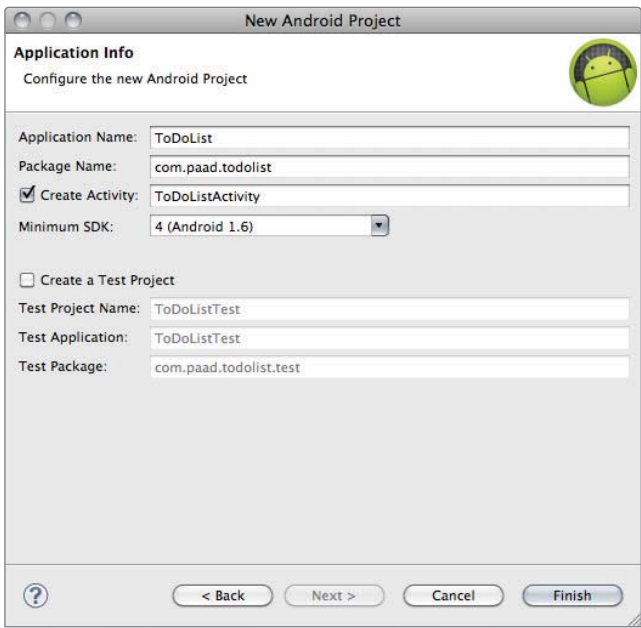 New Android Project
Application Info
Configure the new Android Project
Application Name: ToDoList
Package Name: com.paad.todolist
Create Activity: ToDoListActivity
Minimum SDK: 4 (Android 1.6)
Create a Test Project
Test Project Name: ToDoListTest
Test Application: ToDoListTest
Test Package: com.paad.todolist.test
? < Back Next > Cancel Finish